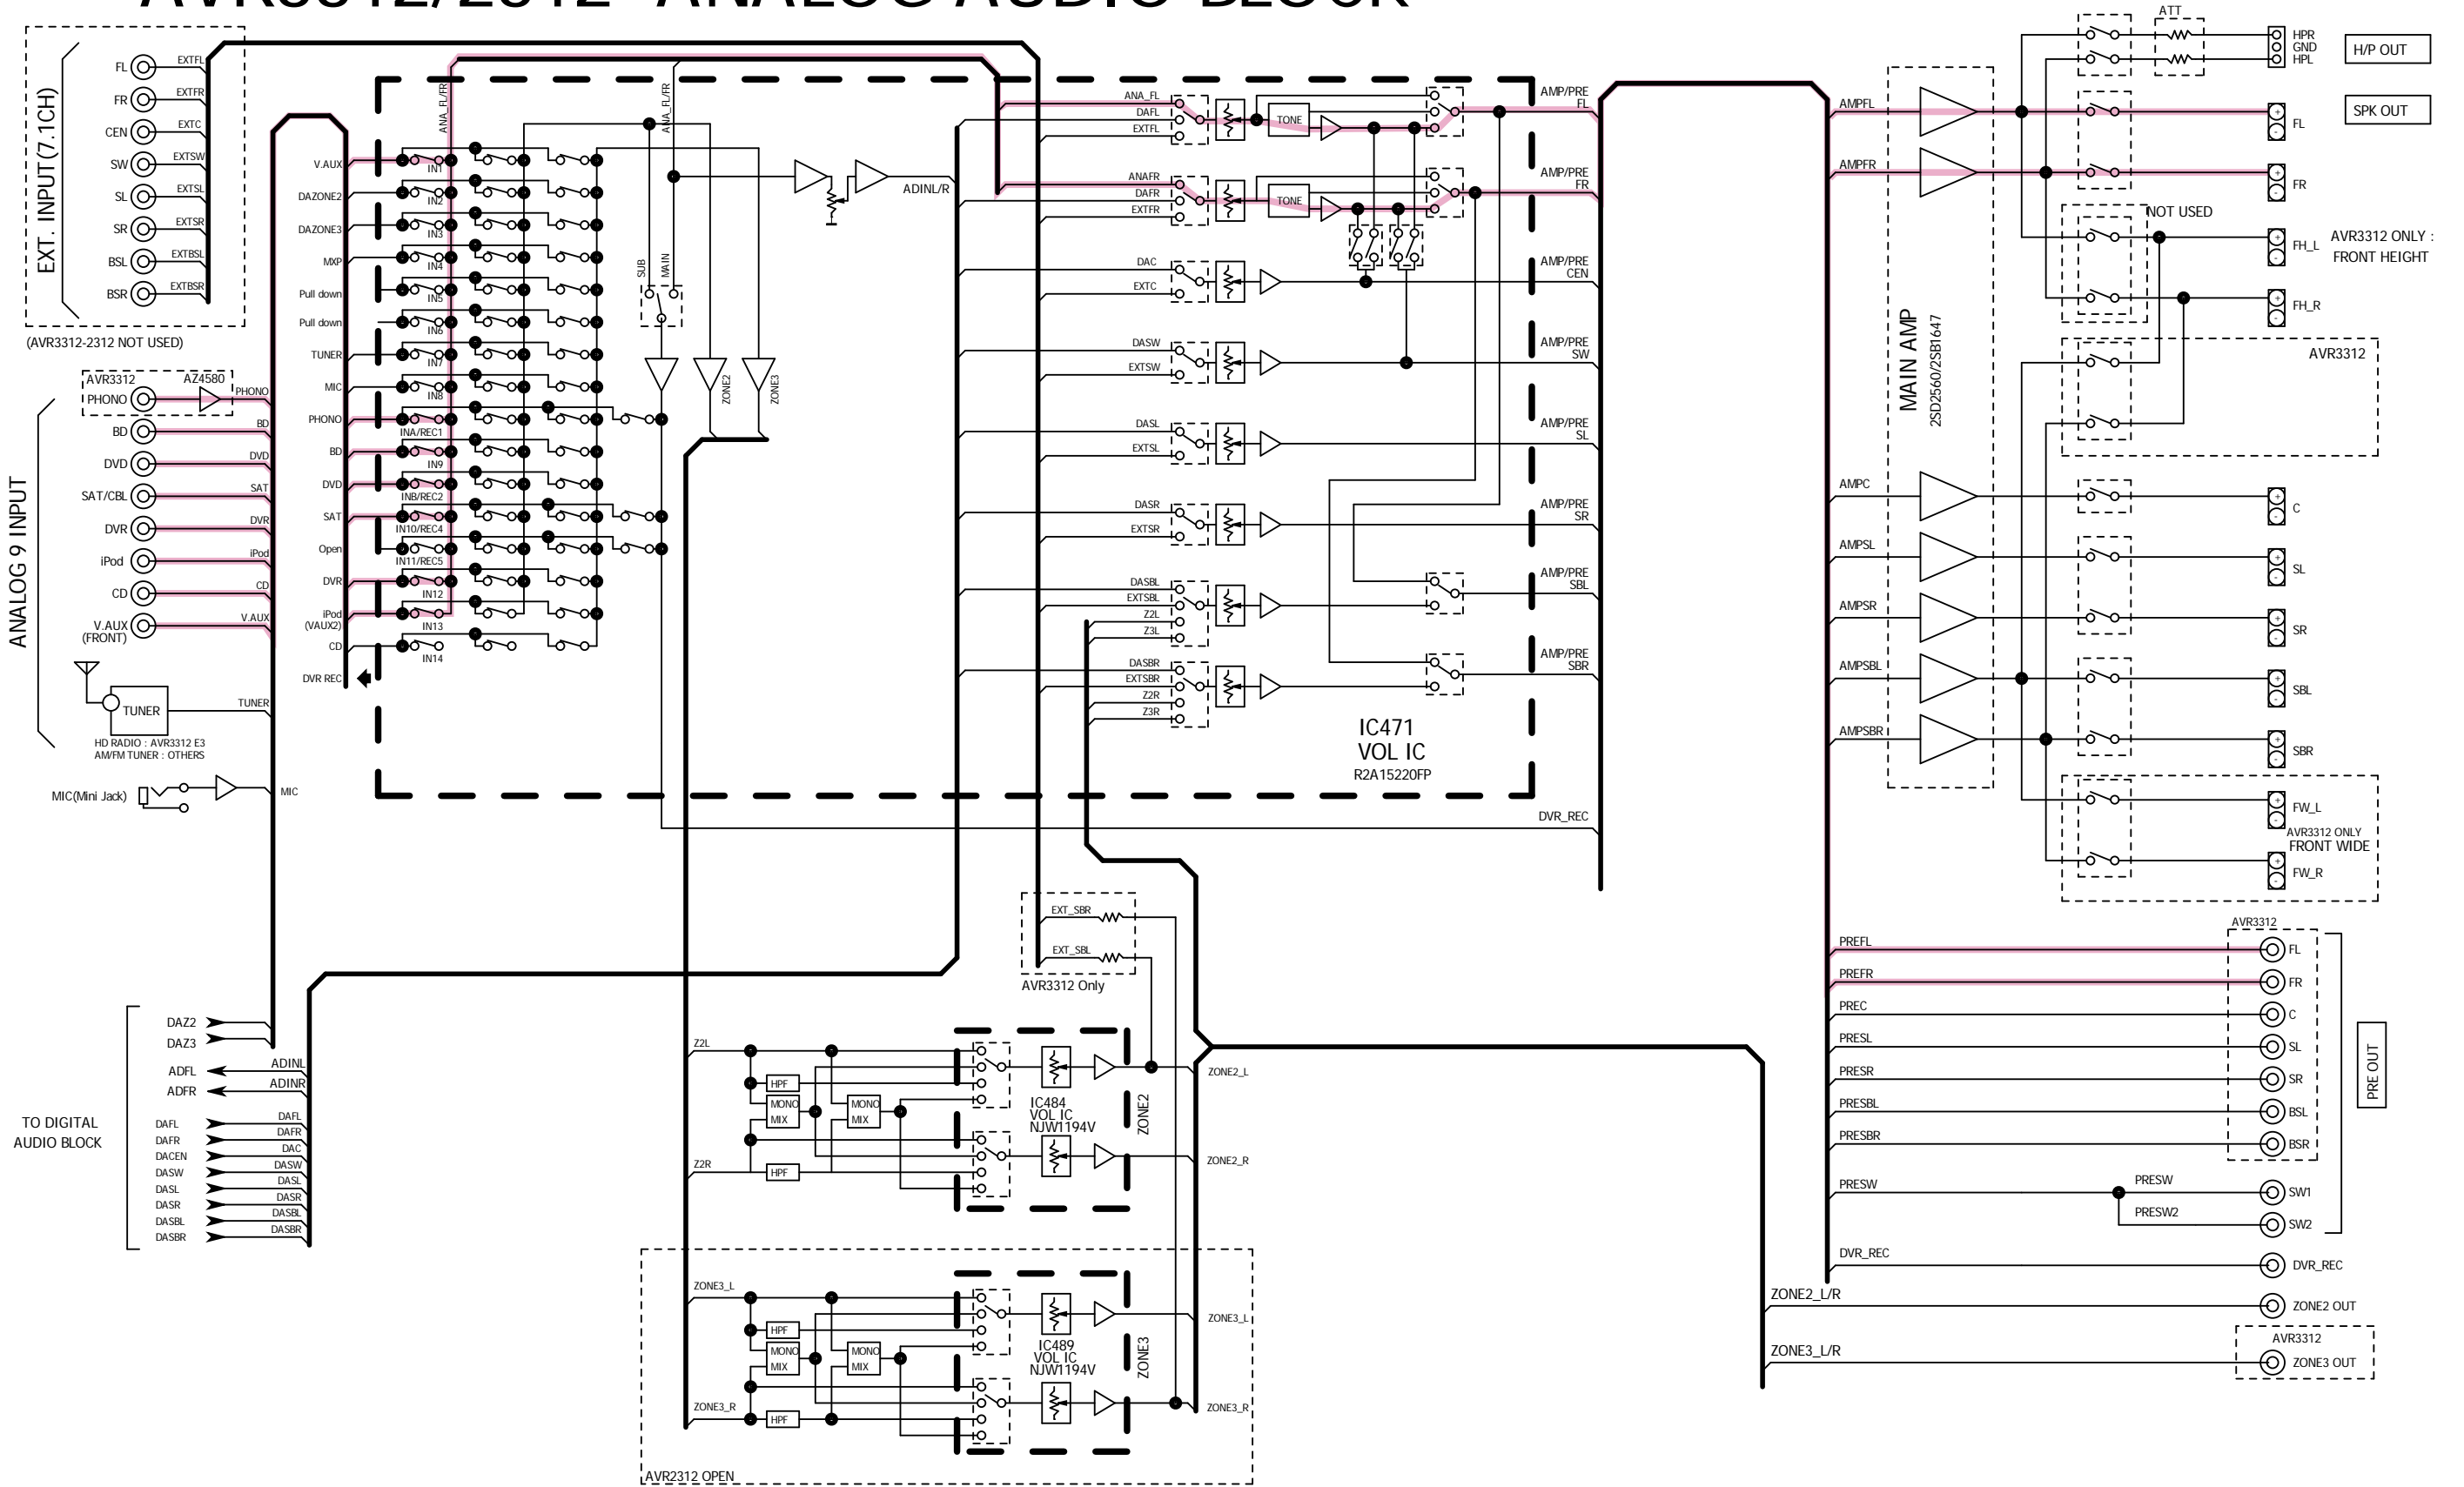 AVR3312/2312 ANALOG AUDIO BLOCK
EXT. INPUT(7.1CH)
FL
EXTFL
FR
EXTFR
CEN
EXTC
SW
EXTSW
SL
EXTSL
SR
EXTSR
BSL
EXTBSL
BSR
EXTBSR
(AVR3312-2312 NOT USED)
ANALOG 9 INPUT
AVR3312
AZ4580
PHONO
PHONO
BD
BD
DVD
DVD
SAT/CBL
SAT
DVR
DVR
iPod
iPod
CD
CD
V.AUX
(FRONT)
V.AUX
TUNER
TUNER
HD RADIO : AVR3312 E3
AM/FM TUNER : OTHERS
MIC(Mini Jack)
MIC
V.AUX
DAZONE2
DAZONE3
MXP
Pull down
Pull down
TUNER
MIC
PHONO
BD
DVD
SAT
Open
DVR
iPod
(VAUX2)
CD
DVR REC
IN1
IN2
IN3
IN4
IN5
IN6
IN7
IN8
INA/REC1
IN9
INB/REC2
IN10/REC4
IN11/REC5
IN12
IN13
IN14
ANA_FL/FR
ANA_FL/FR
SUB
MAIN
ZONE2
ZONE3
ADINL/R
ANA_FL
DAFL
EXTFL
TONE
AMP/PRE
FL
ANAFR
DAFR
EXTFR
TONE
AMP/PRE
FR
DAC
EXTC
AMP/PRE
CEN
DASW
EXTSW
AMP/PRE
SW
DASL
EXTSL
AMP/PRE
SL
DASR
EXTSR
AMP/PRE
SR
DASBL
EXTSBL
Z2L
Z3L
AMP/PRE
SBL
DASBR
EXTSBR
Z2R
Z3R
AMP/PRE
SBR
IC471
VOL IC
R2A15220FP
DVR_REC
EXT_SBR
EXT_SBL
AVR3312 Only
TO DIGITAL
AUDIO BLOCK
DAZ2
DAZ3
ADFL
ADINL
ADFR
ADINR
DAFL
DAFL
DAFR
DAFR
DACEN
DAC
DASW
DASW
DASL
DASL
DASR
DASR
DASBL
DASBL
DASBR
DASBR
Z2L
HPF
MONO
MIX
MONO
MIX
Z2R
HPF
IC484
VOL IC
NJW1194V
ZONE2
ZONE2_L
ZONE2_R
ZONE3_L
HPF
MONO
MIX
MONO
MIX
ZONE3_R
HPF
IC489
VOL IC
NJW1194V
ZONE3
ZONE3_L
ZONE3_R
AVR2312 OPEN
MAIN AMP
2SD2560/2SB1647
AMPFL
AMPFR
AMPC
AMPSL
AMPSR
AMPSBL
AMPSBR
ATT
HPR
GND
HPL
H/P OUT
SPK OUT
+
-
FL
+
-
FR
NOT USED
+
-
FH_L
AVR3312 ONLY :
FRONT HEIGHT
+
-
FH_R
AVR3312
+
-
C
+
-
SL
+
-
SR
+
-
SBL
+
-
SBR
+
-
FW_L
AVR3312 ONLY
FRONT WIDE
+
-
FW_R
AVR3312
PREFL
FL
PREFR
FR
PREC
C
PRESL
SL
PRESR
SR
PRESBL
BSL
PRESBR
BSR
PRE OUT
PRESW
PRESW
SW1
PRESW2
SW2
DVR_REC
DVR_REC
ZONE2_L/R
ZONE2 OUT
AVR3312
ZONE3_L/R
ZONE3 OUT